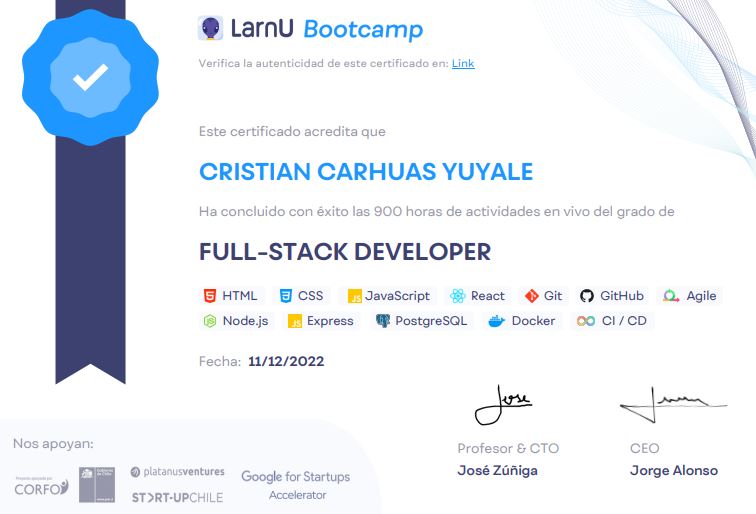 LarnU Bootcamp
Verifica la autenticidad de este certificado en: Link
Este certificado acredita que
CRISTIAN CARHUAS YUYALE
Ha concluido con éxito las 900 horas de actividades en vivo del grado de
FULL-STACK DEVELOPER
HTML CSS JS JavaScript React Git GitHub Agile
Node.js JS Express PostgreSQL Docker CI / CD
Fecha: 11/12/2022
Jose
Profesor & CTO CEO
José Zúñiga Jorge Alonso
Nos apoyan:
CORFO
platanusventures
START-UPCHILE
Google for Startups
Accelerator